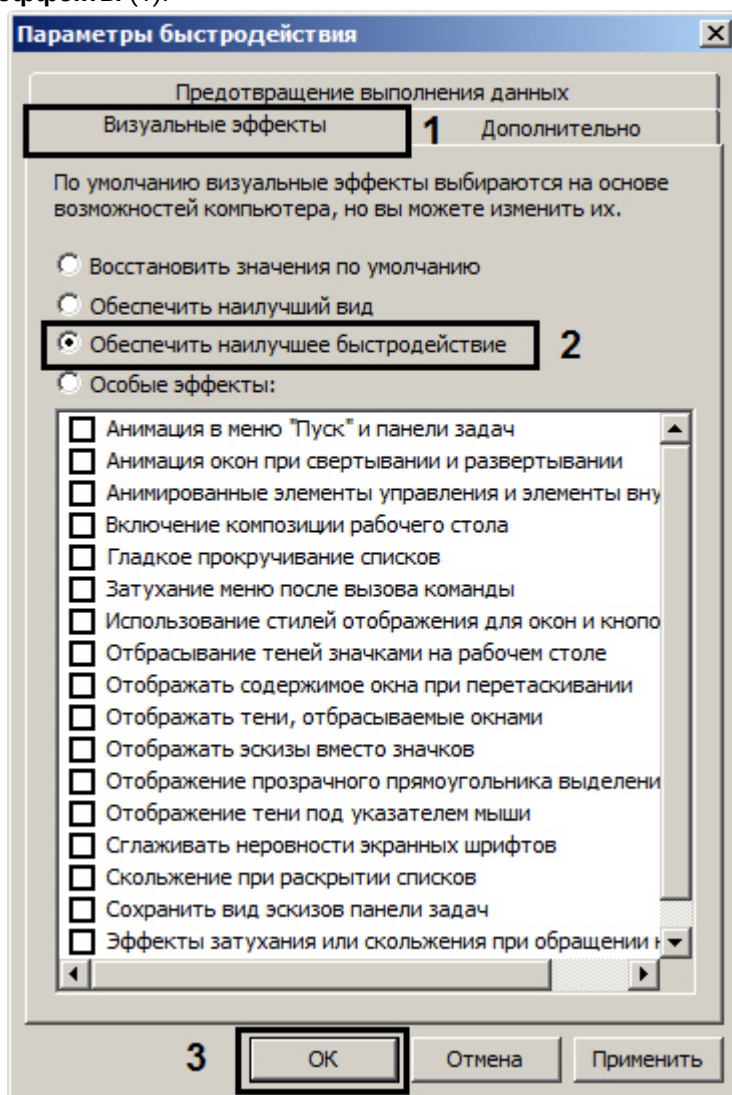 Параметры быстродействия
Предотвращение выполнения данных
Визуальные эффекты 1 Дополнительно
По умолчанию визуальные эффекты выбираются на основе
возможностей компьютера, но вы можете изменить их.
Восстановить значения по умолчанию
Обеспечить наилучший вид
Обеспечить наилучшее быстродействие 2
Особые эффекты:
Анимация в меню "Пуск" и панели задач
Анимация окон при свертывании и развертывании
Анимированные элементы управления и элементы вну
Включение композиции рабочего стола
Гладкое прокручивание списков
Затухание меню после вызова команды
Использование стилей отображения для окон и кнопо
Отбрасывание теней значками на рабочем столе
Отображать содержимое окна при перетаскивании
Отображать тени, отбрасываемые окнами
Отображать эскизы вместо значков
Отображение прозрачного прямоугольника выделени
Отображение тени под указателем мыши
Сглаживать неровности экранных шрифтов
Скольжение при раскрытии списков
Сохранить вид эскизов панели задач
Эффекты затухания или скольжения при обращении
3 ОК Отмена Применить